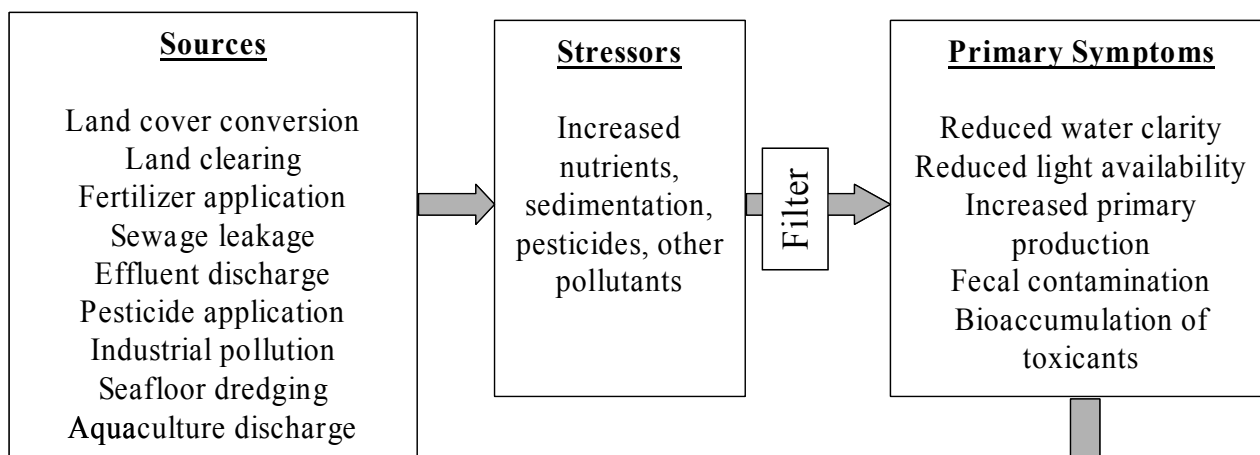 Sources
Land cover conversion
Land clearing
Fertilizer application
Sewage leakage
Effluent discharge
Pesticide application
Industrial pollution
Seafloor dredging
Aquaculture discharge
Stressors
Increased
nutrients,
sedimentation,
pesticides, other
pollutants
Filter
Primary Symptoms
Reduced water clarity
Reduced light availability
Increased primary
production
Fecal contamination
Bioaccumulation of
toxicants